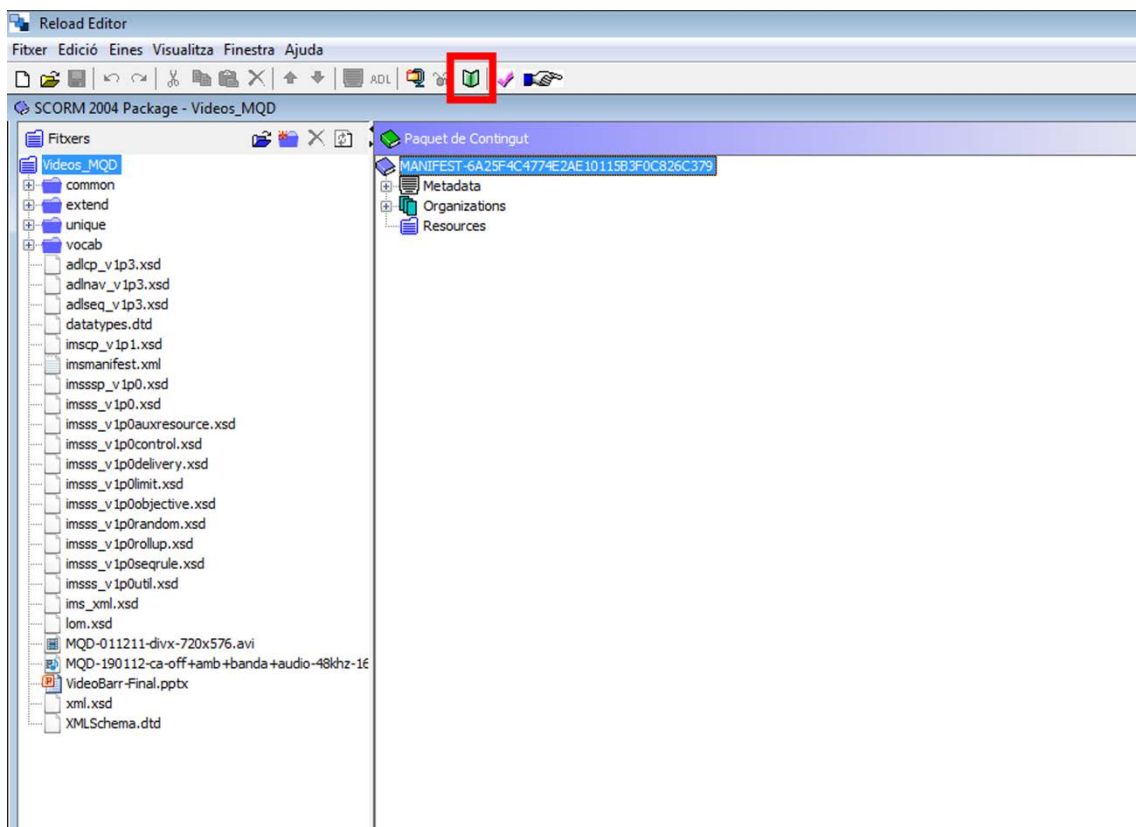 Reload Editor
Fitxer Edició Eines Visualitza Finestra Ajuda
ADL
SCORM 2004 Package - Videos_MQD
Fitxers
Paquet de Contingut
Videos_MQD
MANIFEST-6A25F4C4774E2AE10115B3F0C826C379
common
Metadata
extend
Organizations
unique
Resources
vocab
adlcp_v1p3.xsd
adlnav_v1p3.xsd
adlseq_v1p3.xsd
datatypes.dtd
imscp_v1p1.xsd
imsmanifest.xml
imsssp_v1p0.xsd
imsss_v1p0.xsd
imsss_v1p0auxresource.xsd
imsss_v1p0control.xsd
imsss_v1p0delivery.xsd
imsss_v1p0limit.xsd
imsss_v1p0objective.xsd
imsss_v1p0random.xsd
imsss_v1p0rollup.xsd
imsss_v1p0seqrule.xsd
imsss_v1p0util.xsd
ims_xml.xsd
lom.xsd
MQD-011211-divx-720x576.avi
MQD-190112-ca-off+amb+banda+audio-48khz-16
VideoBarr-Final.pptx
xml.xsd
XMLSchema.dtd